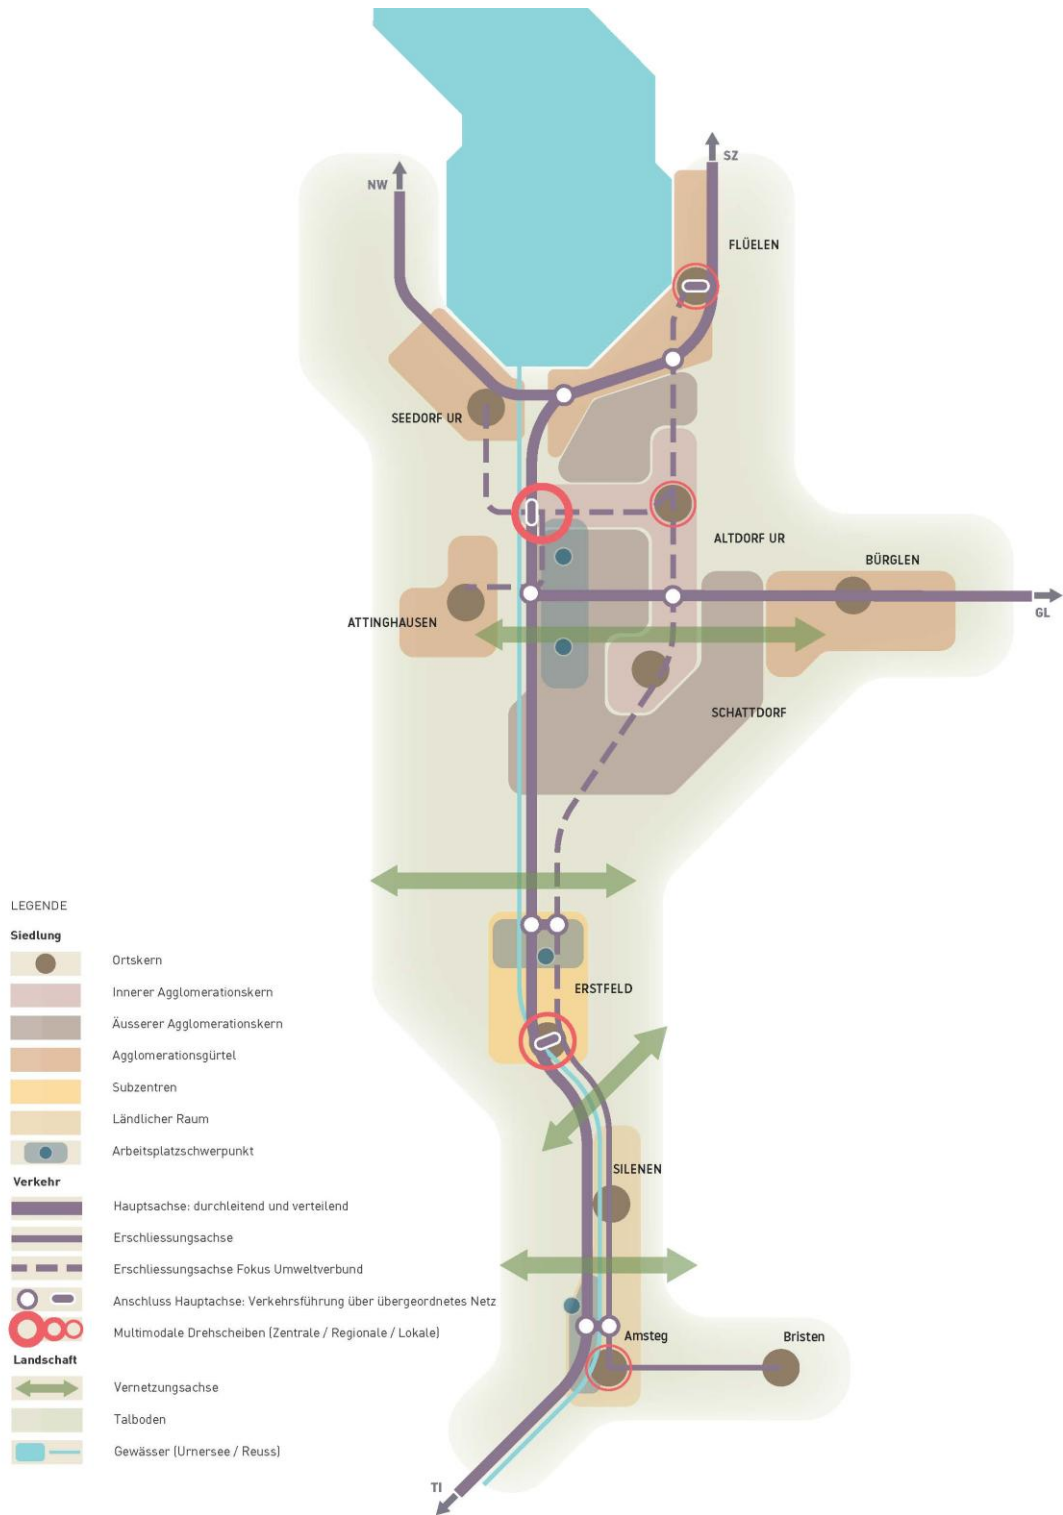 SZ
NW
FLÜELEN
SEEDORF UR
ALTDORF UR
BÜRGLEN
GL
ATTINGHAUSEN
SCHATTDORF
ERSTFELD
SILENEN
Amsteg
Bristen
TI
LEGENDE
Siedlung
Ortskern
Innerer Agglomerationskern
Äusserer Agglomerationskern
Agglomerationsgürtel
Subzentren
Ländlicher Raum
Arbeitsplatzschwerpunkt
Verkehr
Hauptsachse: durchleitend und verteilend
Erschliessungsachse
Erschliessungsachse Fokus Umweltverbund
Anschluss Hauptachse: Verkehrsführung über übergeordnetes Netz
Multimodale Drehscheiben (Zentrale / Regionale / Lokale)
Landschaft
Vernetzungsachse
Talboden
Gewässer (Urnersee / Reuss)